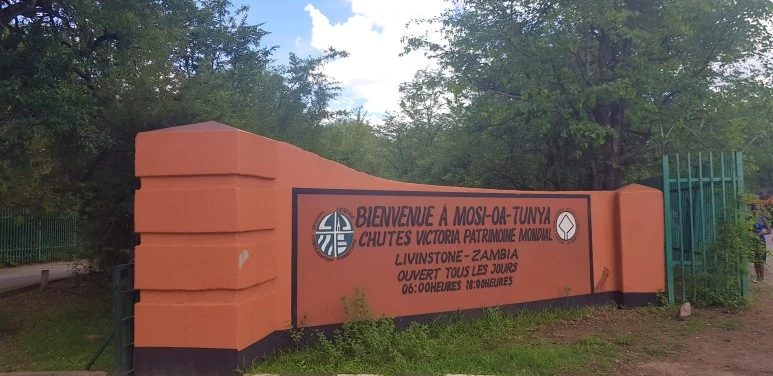 BIENVENUE À MOSI-OA-TUNYA
CHUTES VICTORIA PATRIMOINE MONDIAL
LIVINSTONE-ZAMBIA
OUVERT TOUS LES JOURS
06:00HEURES 18:00HEURES